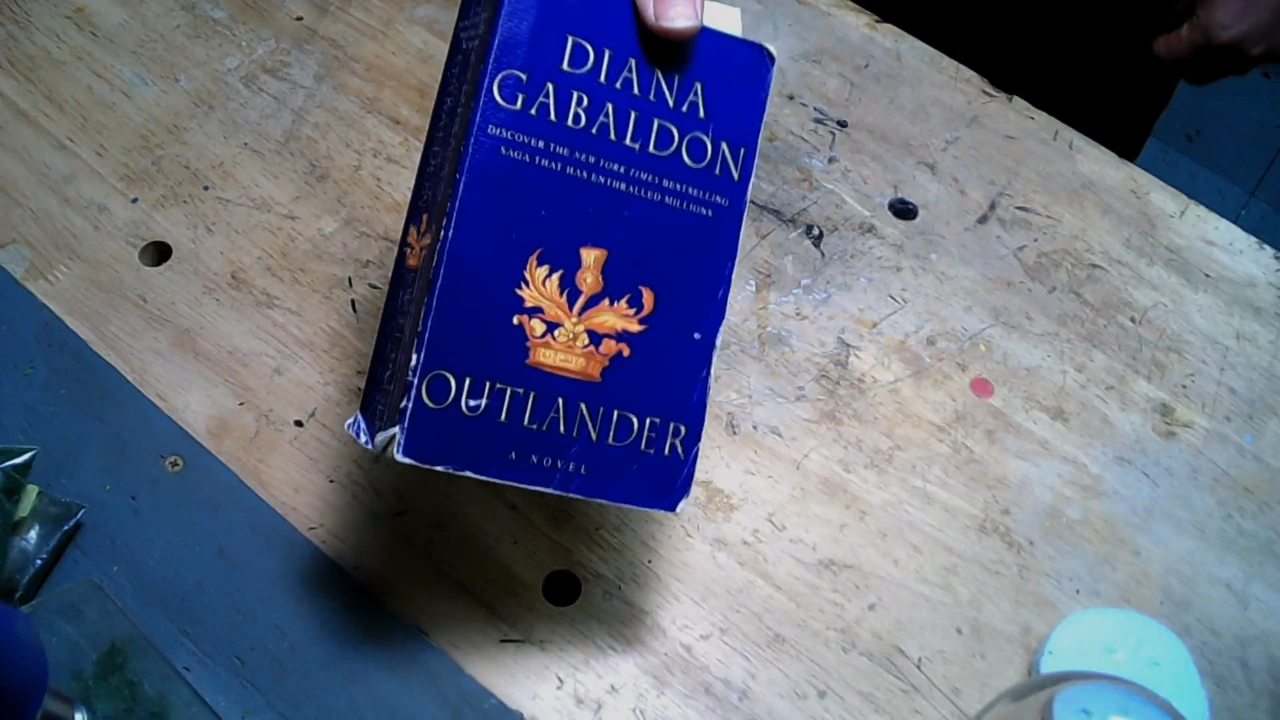 DIANA
GABALDON
DISCOVER THE NEW YORK TIMES BESTSELLING
SAGA THAT HAS ENTHRALLED MILLIONS
OUTLANDER
A NOVEL